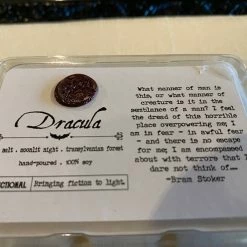 Dracula
melt . moonlit night . transylvanian forest
hand-poured . 100% soy
FICTIONAL
Bringing fiction to light.
What manner of man is
this, or what manner of
creature is it in the
semblance of a man? I feel
the dread of this horrible
place overpowering me; I
am in fear - in awful fear
- and there is no escape
for me; I am encompassed
about with terrors that I
dare not think of...
-Bram Stoker